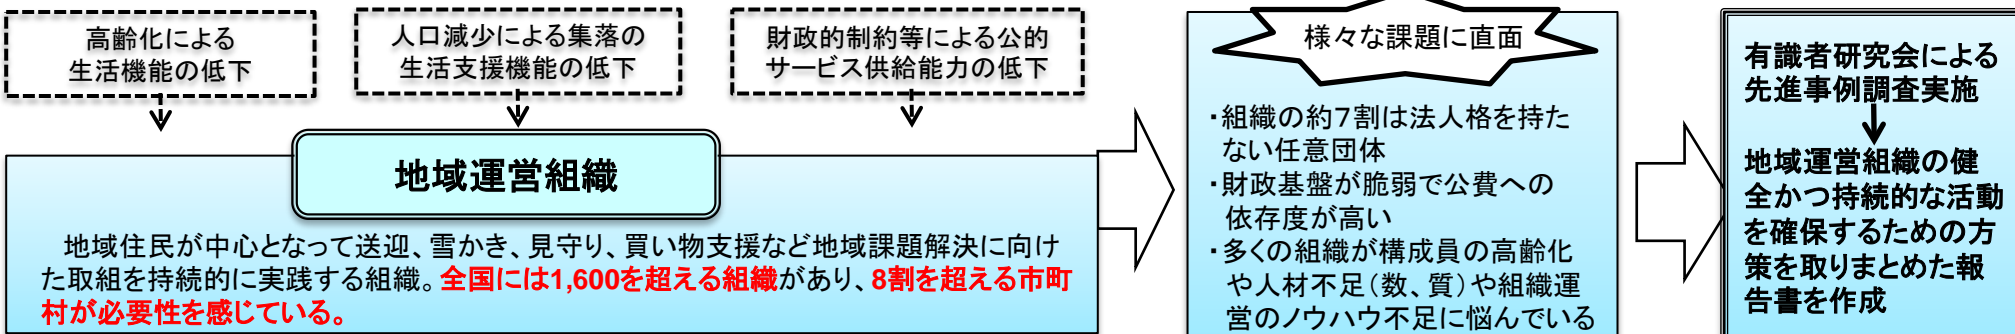 高齢化による
生活機能の低下
人口減少による集落の
生活支援機能の低下
財政的制約等による公的
サービス供給能力の低下
地域運営組織
地域住民が中心となって送迎、雪かき、見守り、買い物支援など地域課題解決に向け
た取組を持続的に実践する組織。全国には1,600を超える組織があり、8割を超える市町
村が必要性を感じている。
様々な課題に直面
・組織の約7割は法人格を持た
ない任意団体
・財政基盤が脆弱で公費への
依存度が高い
・多くの組織が構成員の高齢化
や人材不足（数、質）や組織運
営のノウハウ不足に悩んでいる
有識者研究会による
先進事例調査実施
地域運営組織の健
全かつ持続的な活動
を確保するための方
策を取りまとめた報
告書を作成